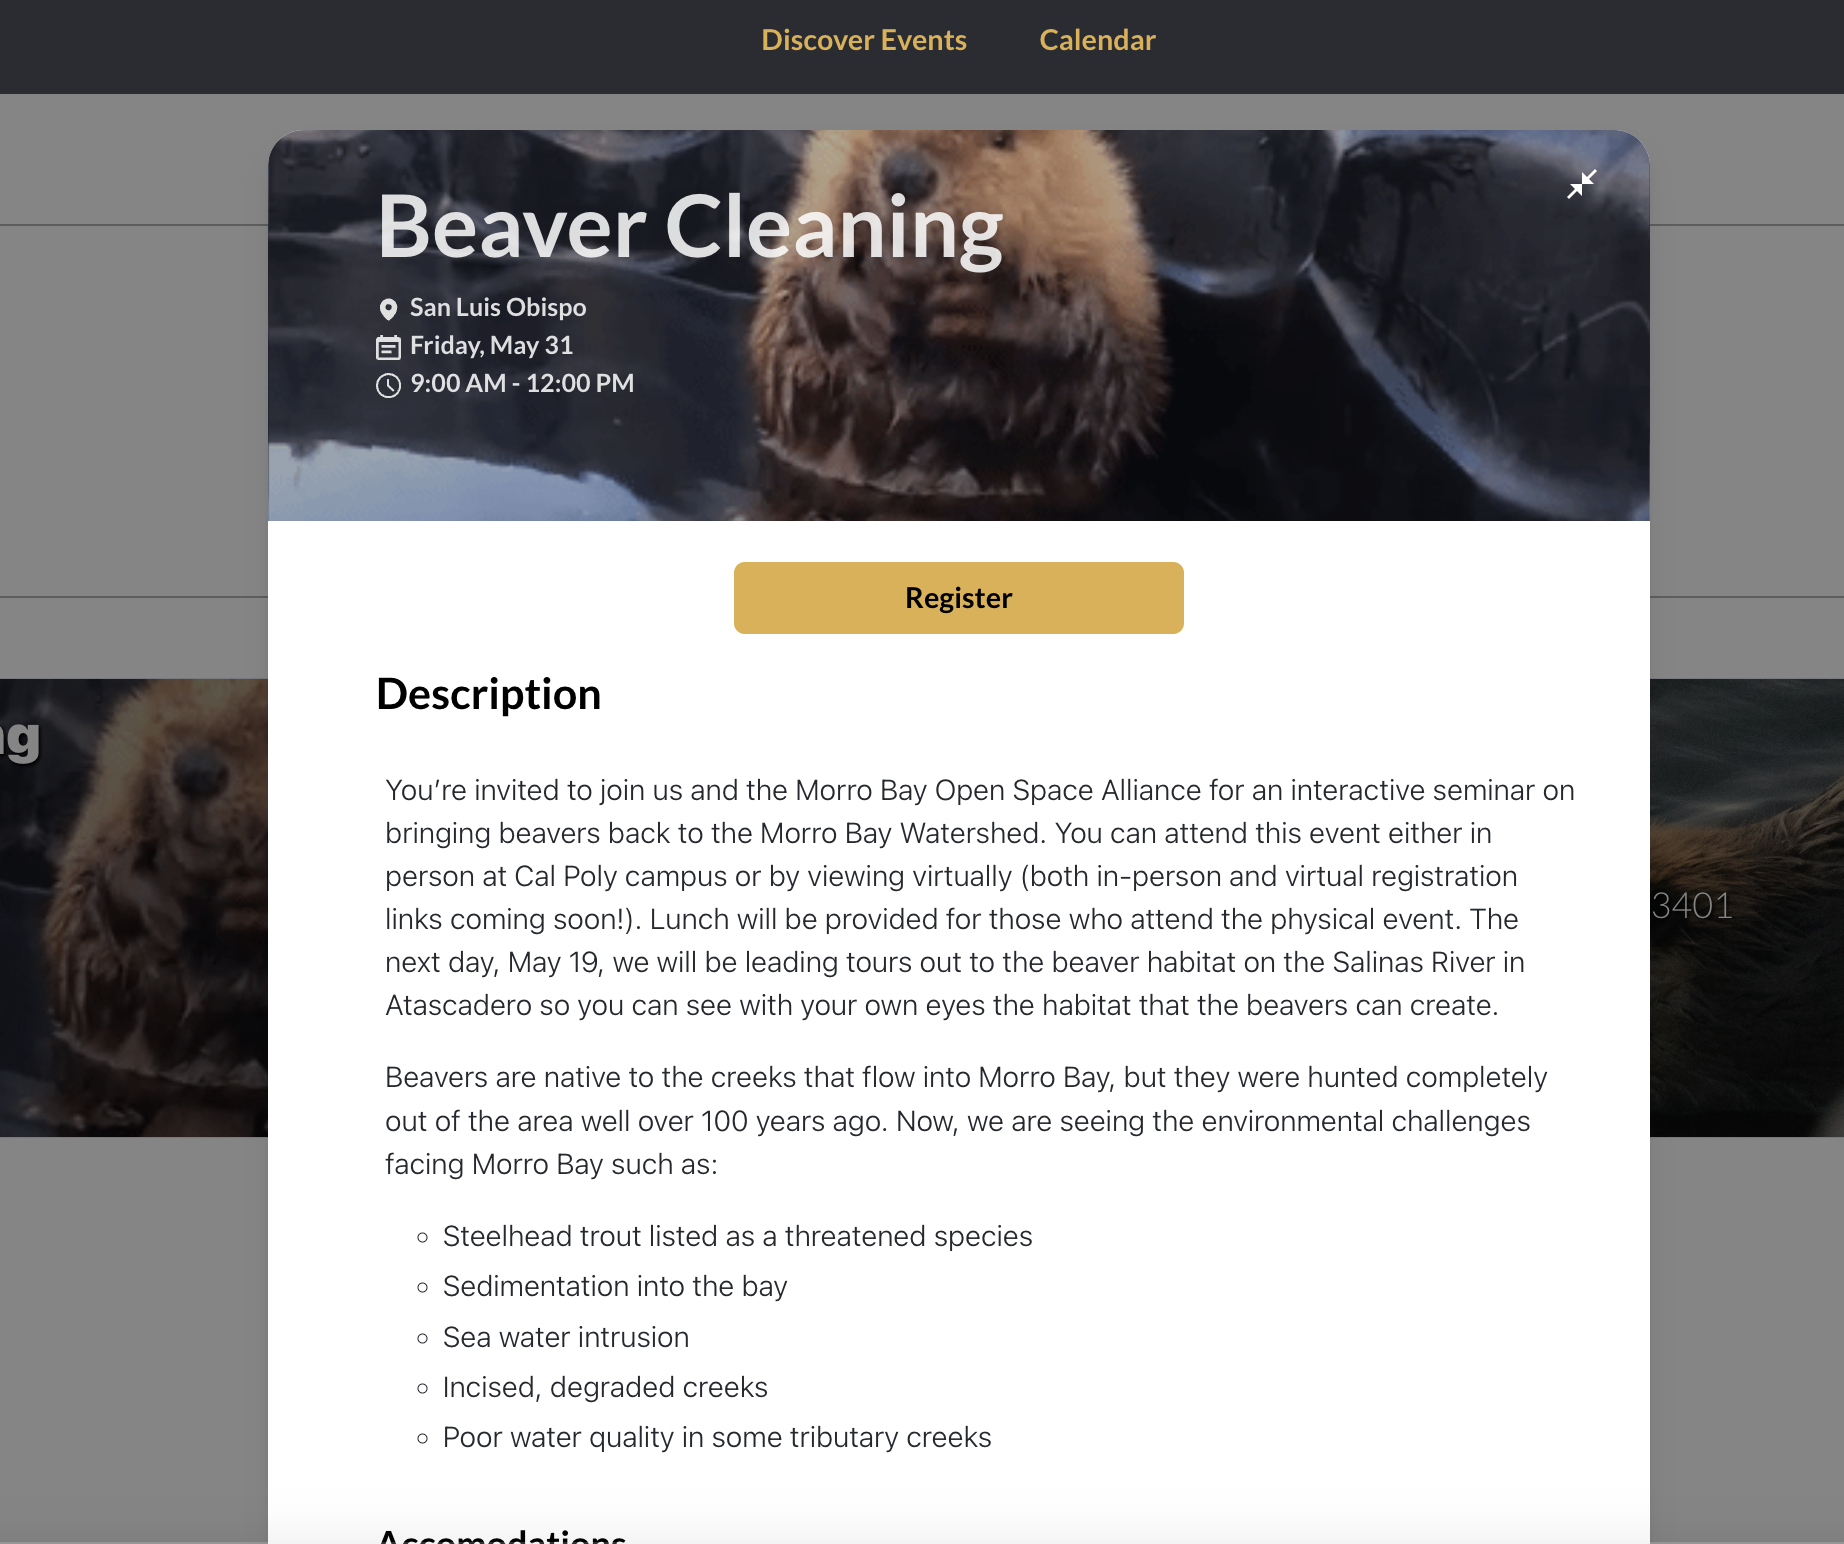 Discover Events Calendar
Beaver Cleaning
San Luis Obispo
Friday, May 31
9:00 AM - 12:00 PM
Register
Description
ng
You're invited to join us and the Morro Bay Open Space Alliance for an interactive seminar on
bringing beavers back to the Morro Bay Watershed. You can attend this event either in
person at Cal Poly campus or by viewing virtually (both in-person and virtual registration
links coming soon!). Lunch will be provided for those who attend the physical event. The
3401
next day, May 19, we will be leading tours out to the beaver habitat on the Salinas River in
Atascadero so you can see with your own eyes the habitat that the beavers can create.
Beavers are native to the creeks that flow into Morro Bay, but they were hunted completely
out of the area well over 100 years ago. Now, we are seeing the environmental challenges
facing Morro Bay such as:
Steelhead trout listed as a threatened species
Sedimentation into the bay
Sea water intrusion
Incised, degraded creeks
Poor water quality in some tributary creeks
Accomodations